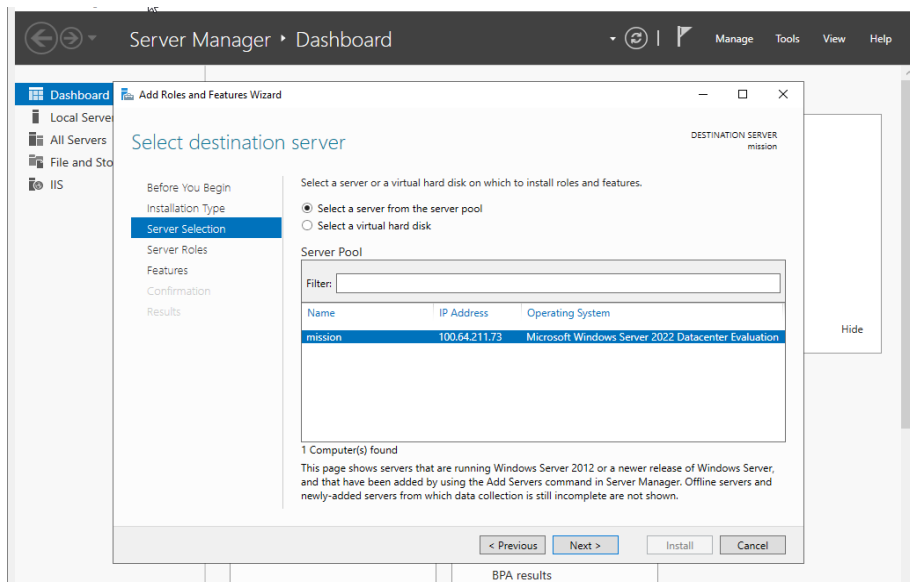 Server Manager ‣ Dashboard
Manage Tools View Help
Dashboard
Local Server
All Servers
File and Sto
IIS
Add Roles and Features Wizard
Select destination server
DESTINATION SERVER
mission
Before You Begin
Installation Type
Server Selection
Server Roles
Features
Confirmation
Results
Select a server or a virtual hard disk on which to install roles and features.
Select a server from the server pool
Select a virtual hard disk
Server Pool
Filter:
Name IP Address Operating System
mission 100.64.211.73 Microsoft Windows Server 2022 Datacenter Evaluation
1 Computer(s) found
This page shows servers that are running Windows Server 2012 or a newer release of Windows Server,
and that have been added by using the Add Servers command in Server Manager. Offline servers and
newly-added servers from which data collection is still incomplete are not shown.
< Previous Next > Install Cancel
Hide
BPA results